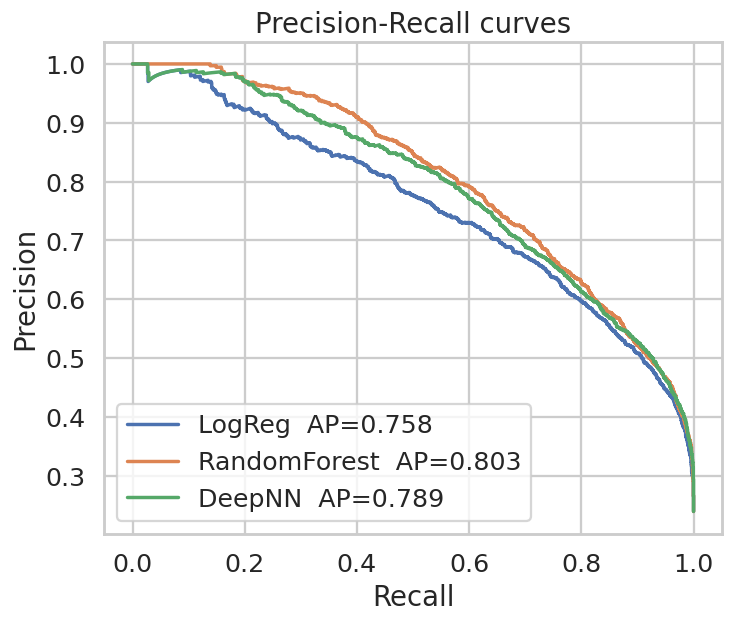 Precision-Recall curves
1.0
0.9
0.8
0.7
0.6
0.5
0.4
0.3
Precision
LogReg  AP=0.758
RandomForest  AP=0.803
DeepNN  AP=0.789
0.0 0.2 0.4 0.6 0.8 1.0
Recall